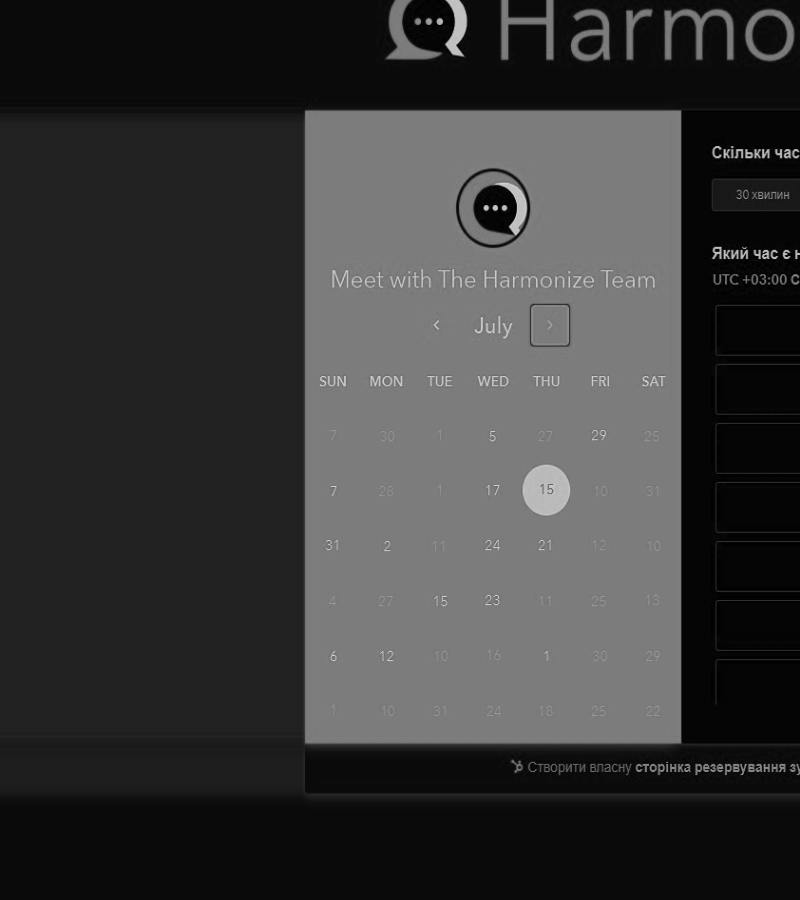 Harmo
Скільки час
30 хвилин
Meet with The Harmonize Team
Який час є н
UTC +03:00 С
July
SUN MON TUE WED THU FRI SAT
7 30 1 5 27 29 25
7 28 1 17 15 10 31
31 2 11 24 21 12 10
4 27 15 23 11 25 13
6 12 10 16 1 30 29
1 10 31 24 18 25 22
Створити власну сторінка резервування зу